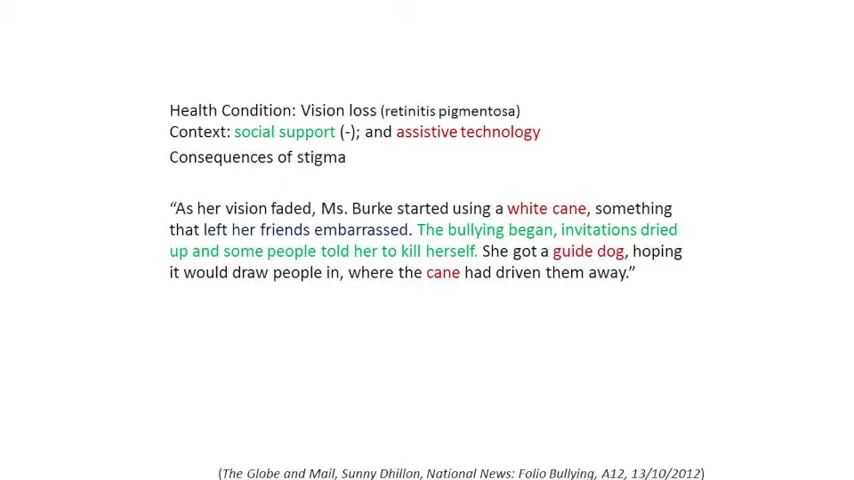 Health Condition: Vision loss (retinitis pigmentosa)
Context: social support (-); and assistive technology
Consequences of stigma
“As her vision faded, Ms. Burke started using a white cane, something
that left her friends embarrassed. The bullying began, invitations dried
up and some people told her to kill herself. She got a guide dog, hoping
it would draw people in, where the cane had driven them away.”
(The Globe and Mail, Sunny Dhillon, National News: Folio Bullying, A12, 13/10/2012)